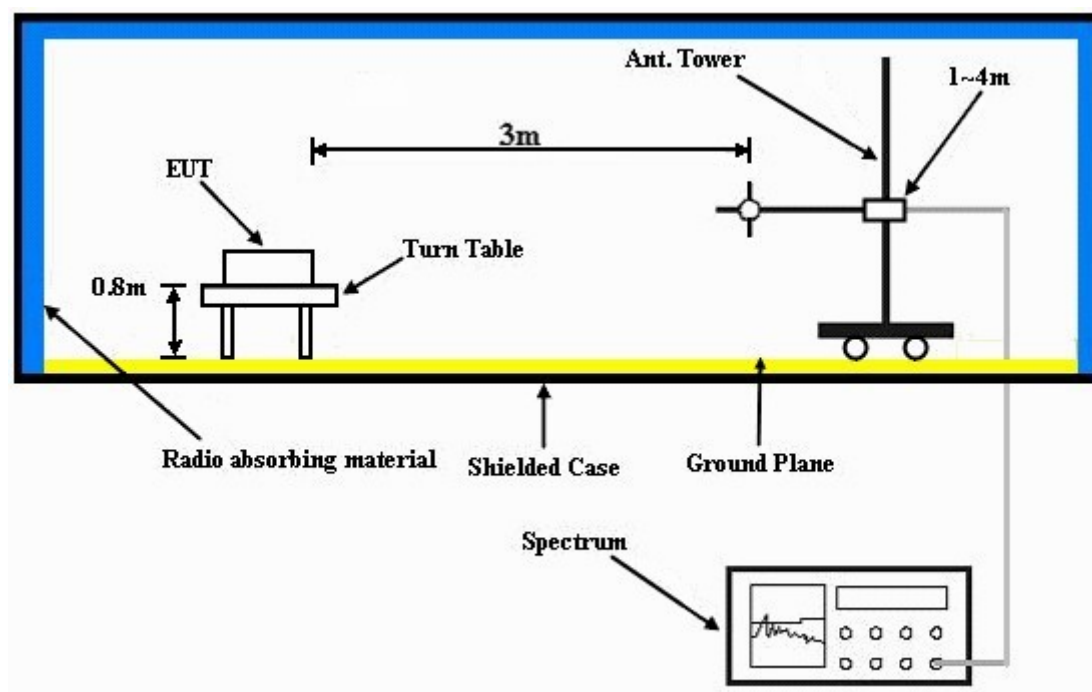 Ant. Tower
1~4m
3m
EUT
Turn Table
0.8m
Radio absorbing material
Shielded Case
Ground Plane
Spectrum